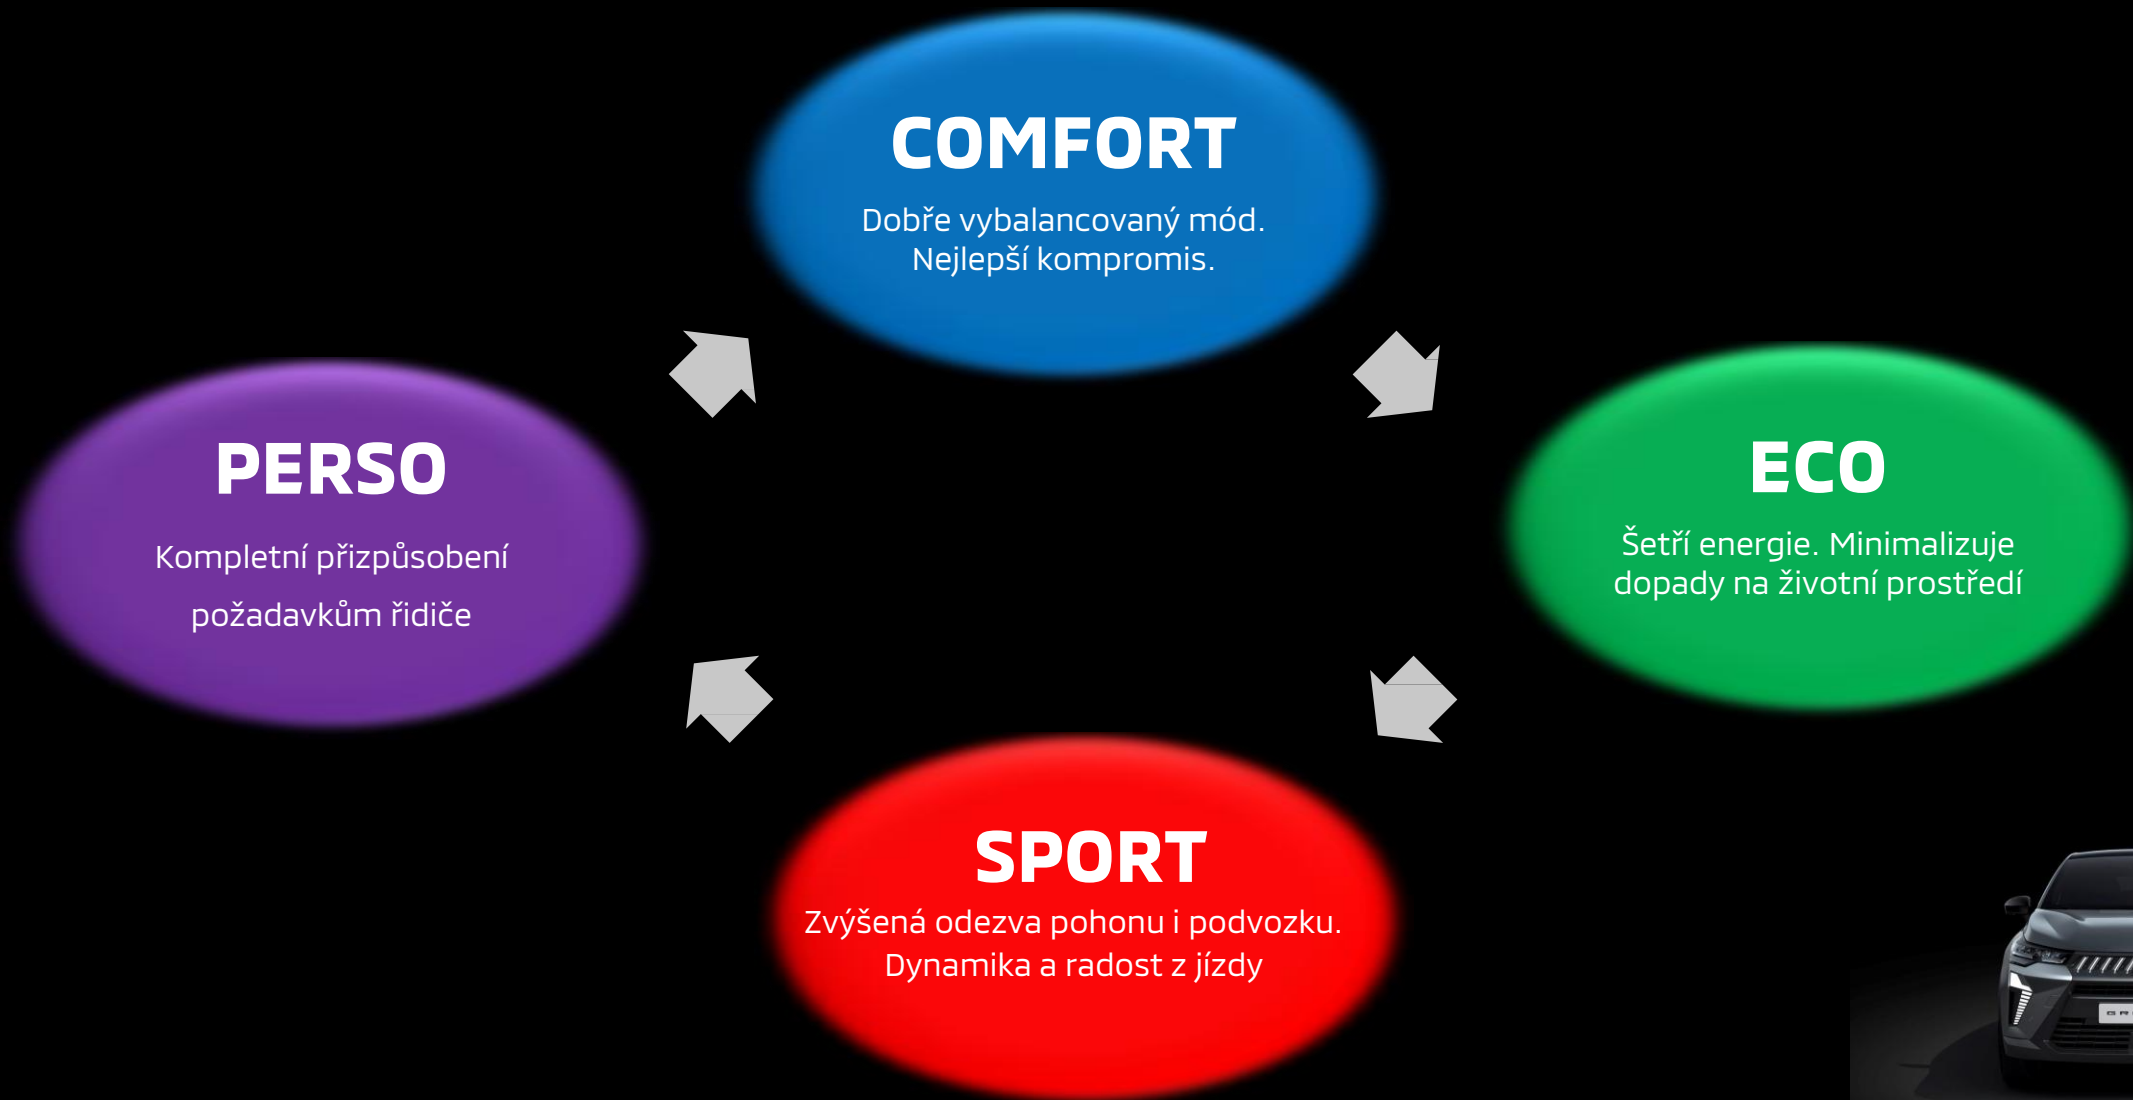 COMFORT
Dobře vybalancovaný mód.
Nejlepší kompromis.
PERSO
Kompletní přizpůsobení
požadavkům řidiče
ECO
Šetří energie. Minimalizuje
dopady na životní prostředí
SPORT
Zvýšená odezva pohonu i podvozku.
Dynamika a radost z jízdy